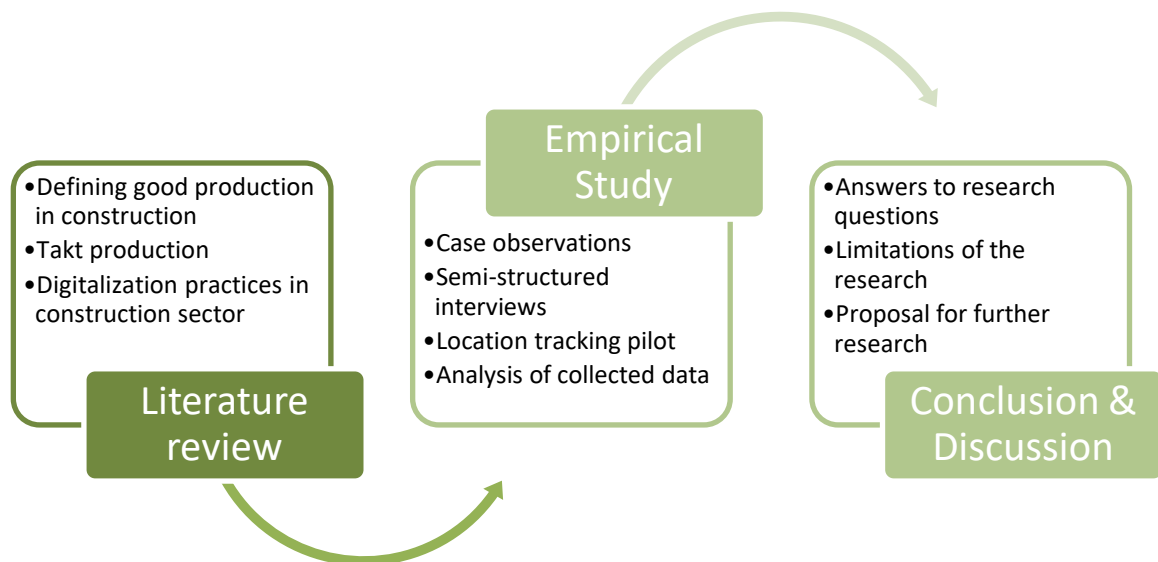 •Defining good production
in construction
•Takt production
•Digitalization practices in
construction sector
Literature
review
Empirical
Study
•Case observations
•Semi-structured
interviews
•Location tracking pilot
•Analysis of collected data
•Answers to research
questions
•Limitations of the
research
•Proposal for further
research
Conclusion &
Discussion